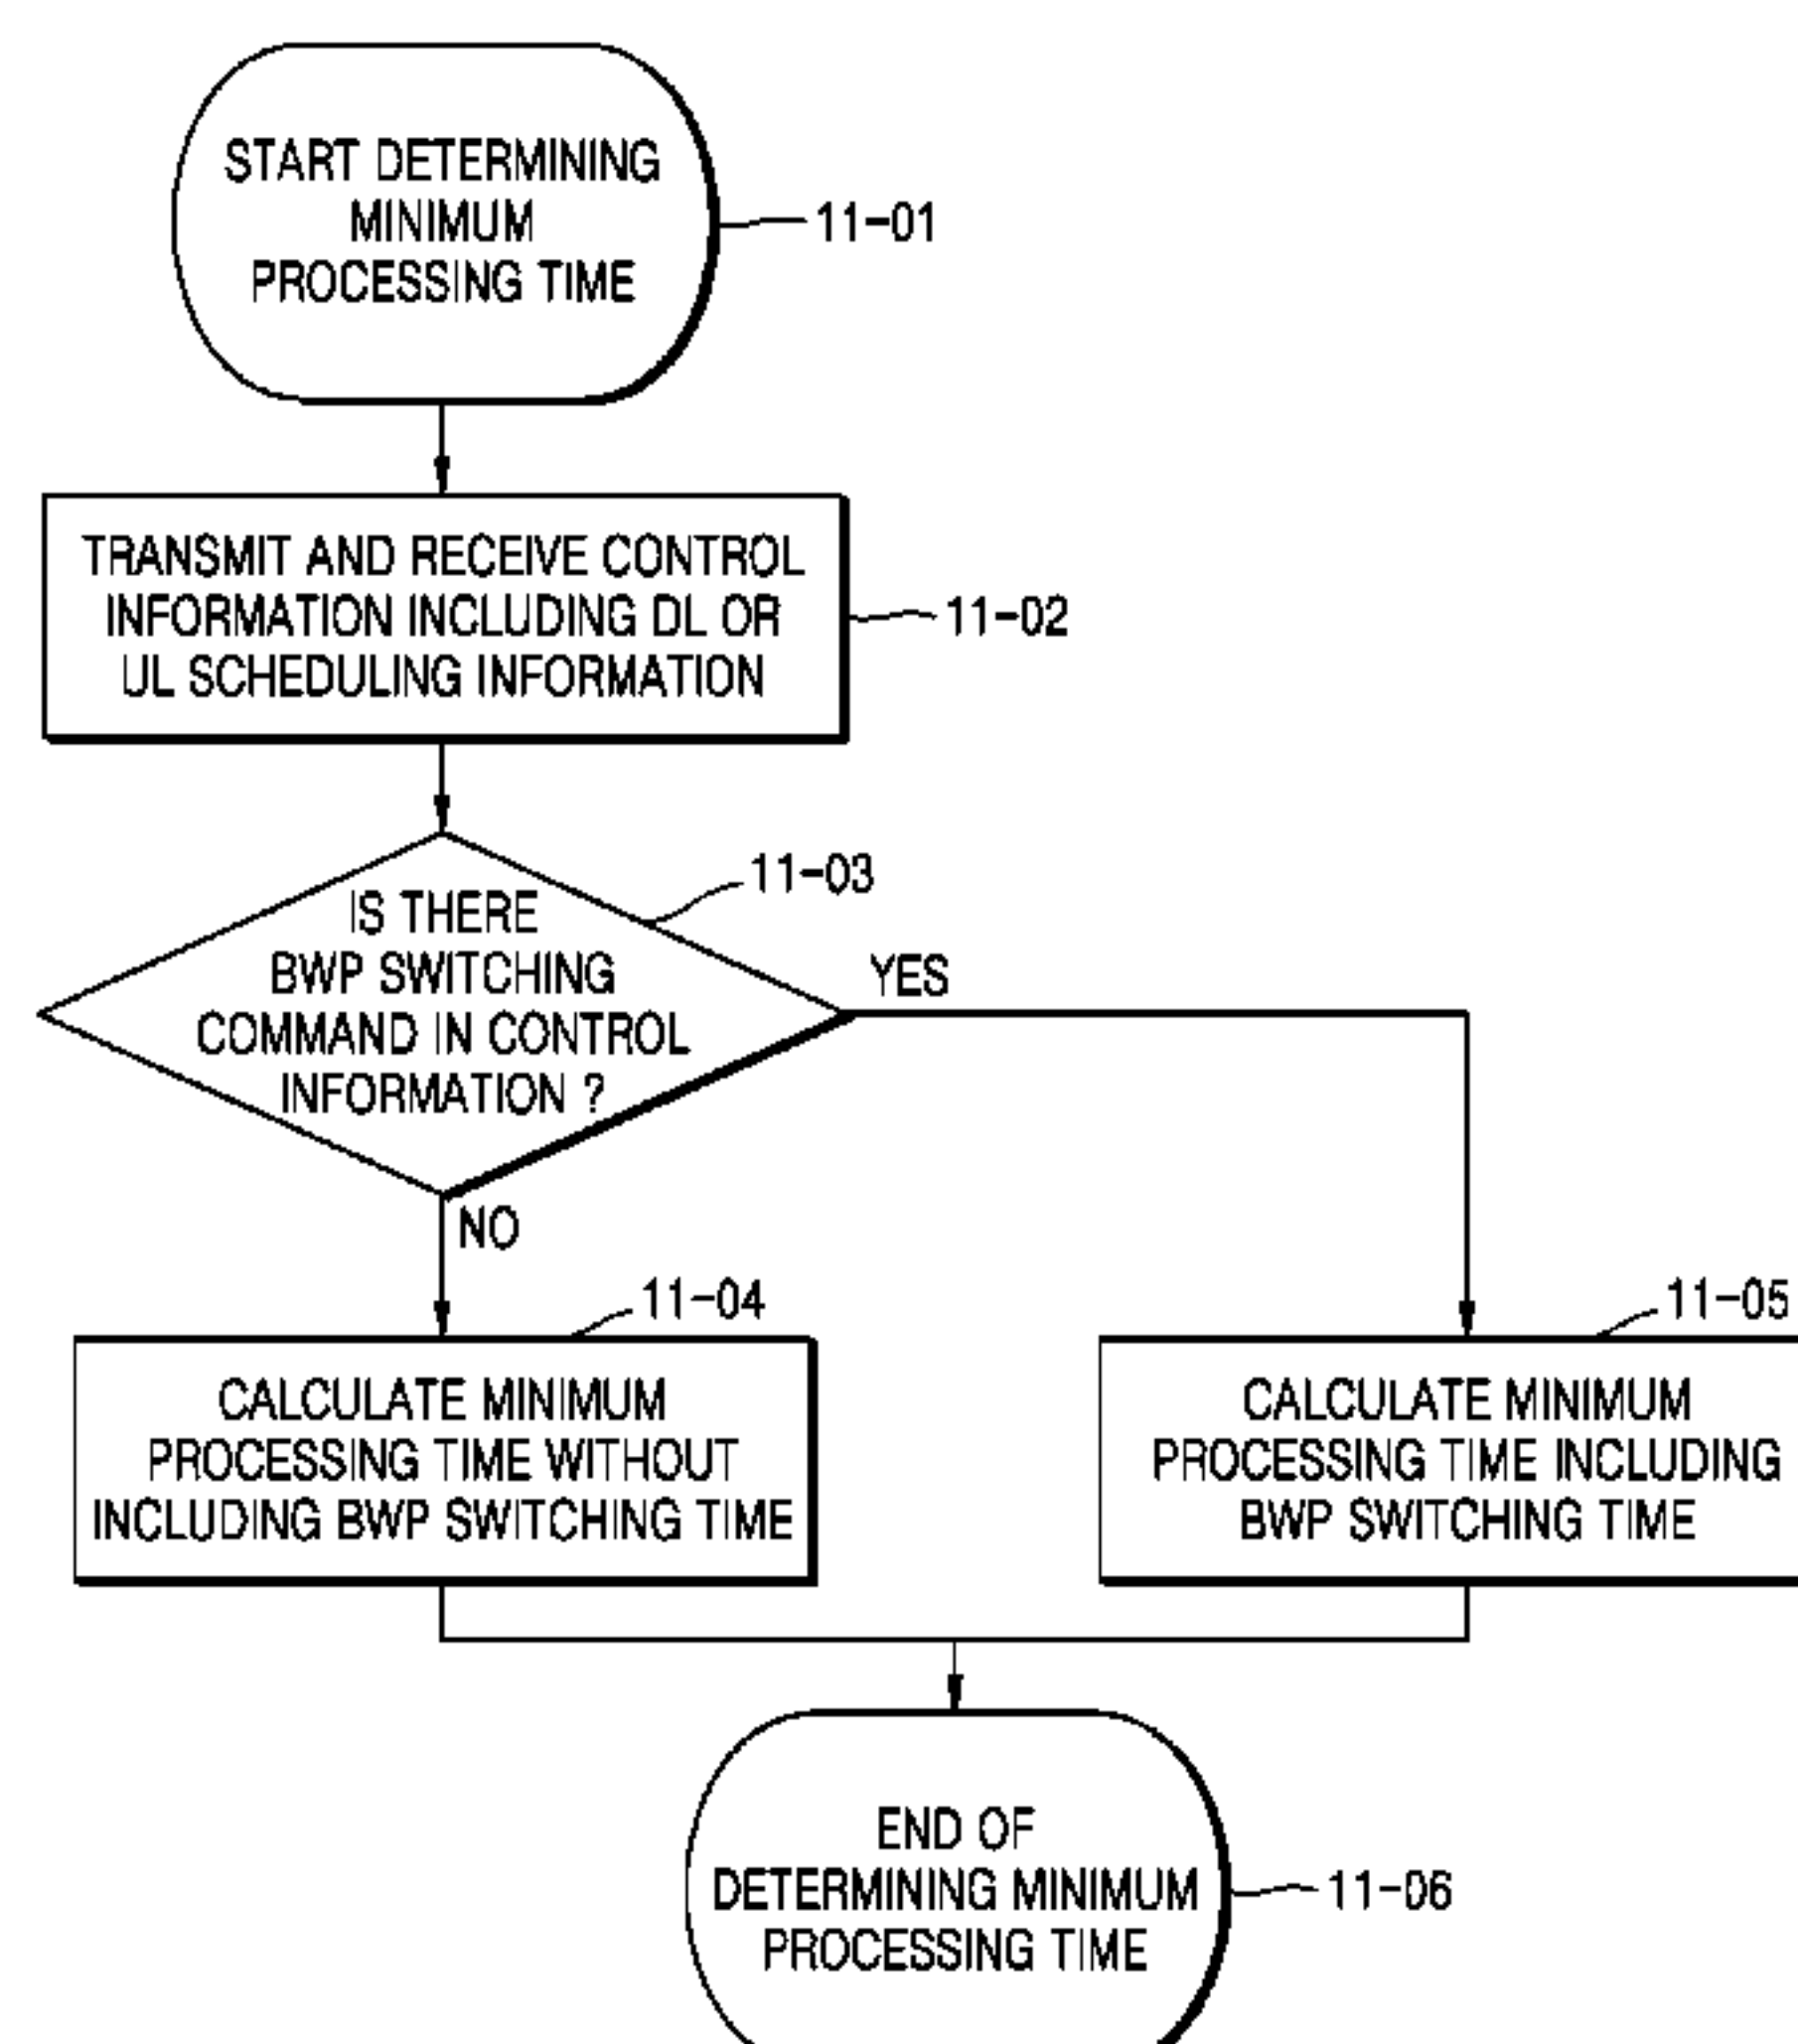 START DETERMINING
MINIMUM
PROCESSING TIME
11-01
TRANSMIT AND RECEIVE CONTROL
INFORMATION INCLUDING DL OR
UL SCHEDULING INFORMATION
11-02
11-03
IS THERE
BWP SWITCHING
COMMAND IN CONTROL
INFORMATION ?
YES
NO
11-04
CALCULATE MINIMUM
PROCESSING TIME WITHOUT
INCLUDING BWP SWITCHING TIME
11-05
CALCULATE MINIMUM
PROCESSING TIME INCLUDING
BWP SWITCHING TIME
END OF
DETERMINING MINIMUM
PROCESSING TIME
11-06